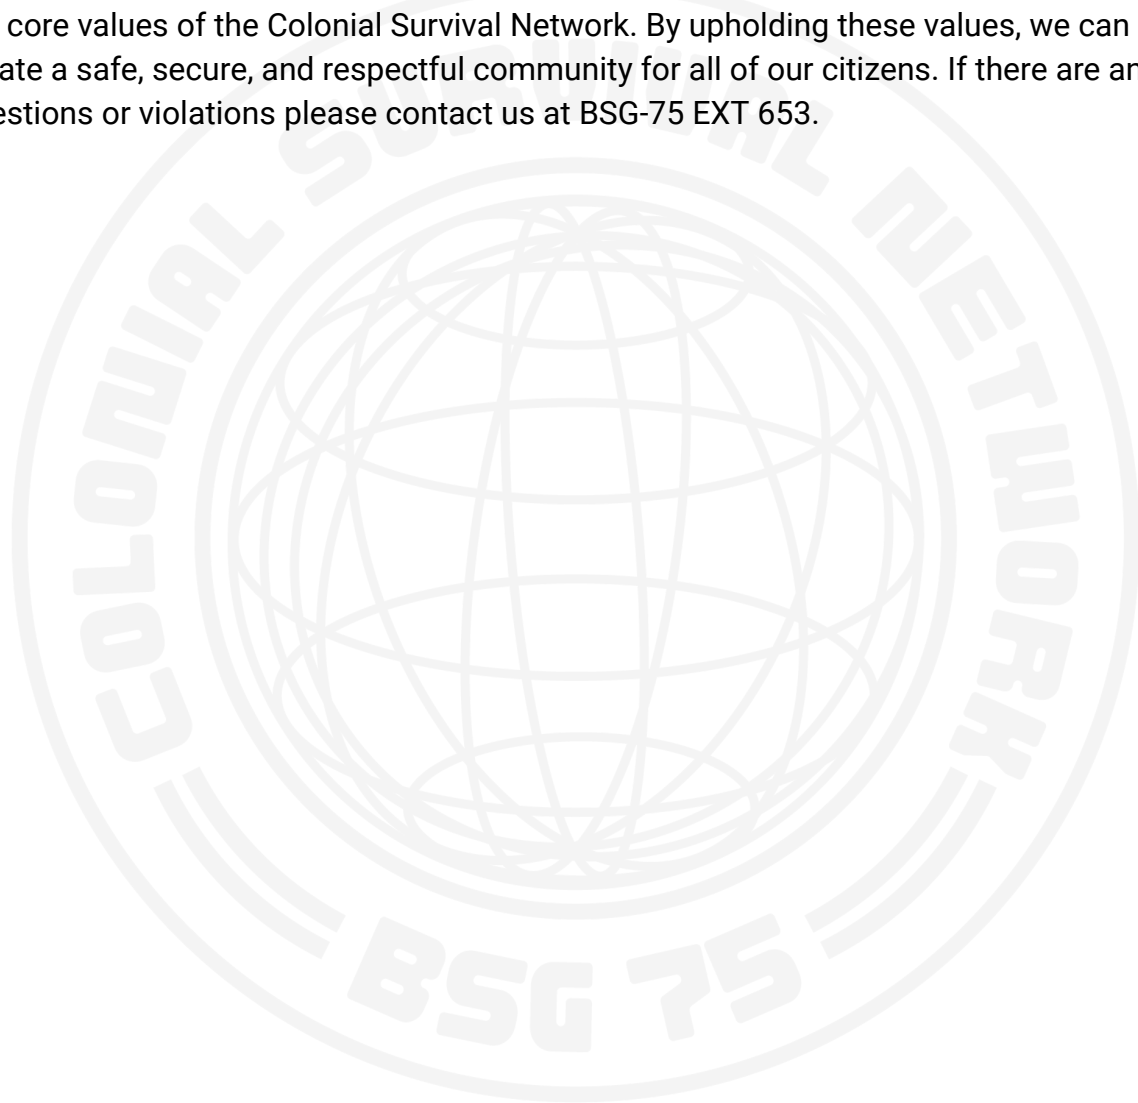 core values of the Colonial Survival Network. By upholding these values, we can
ate a safe, secure, and respectful community for all of our citizens. If there are an
estions or violations please contact us at BSG-75 EXT 653.
COLONIAL SURVIVAL NETWORK
BSG 75